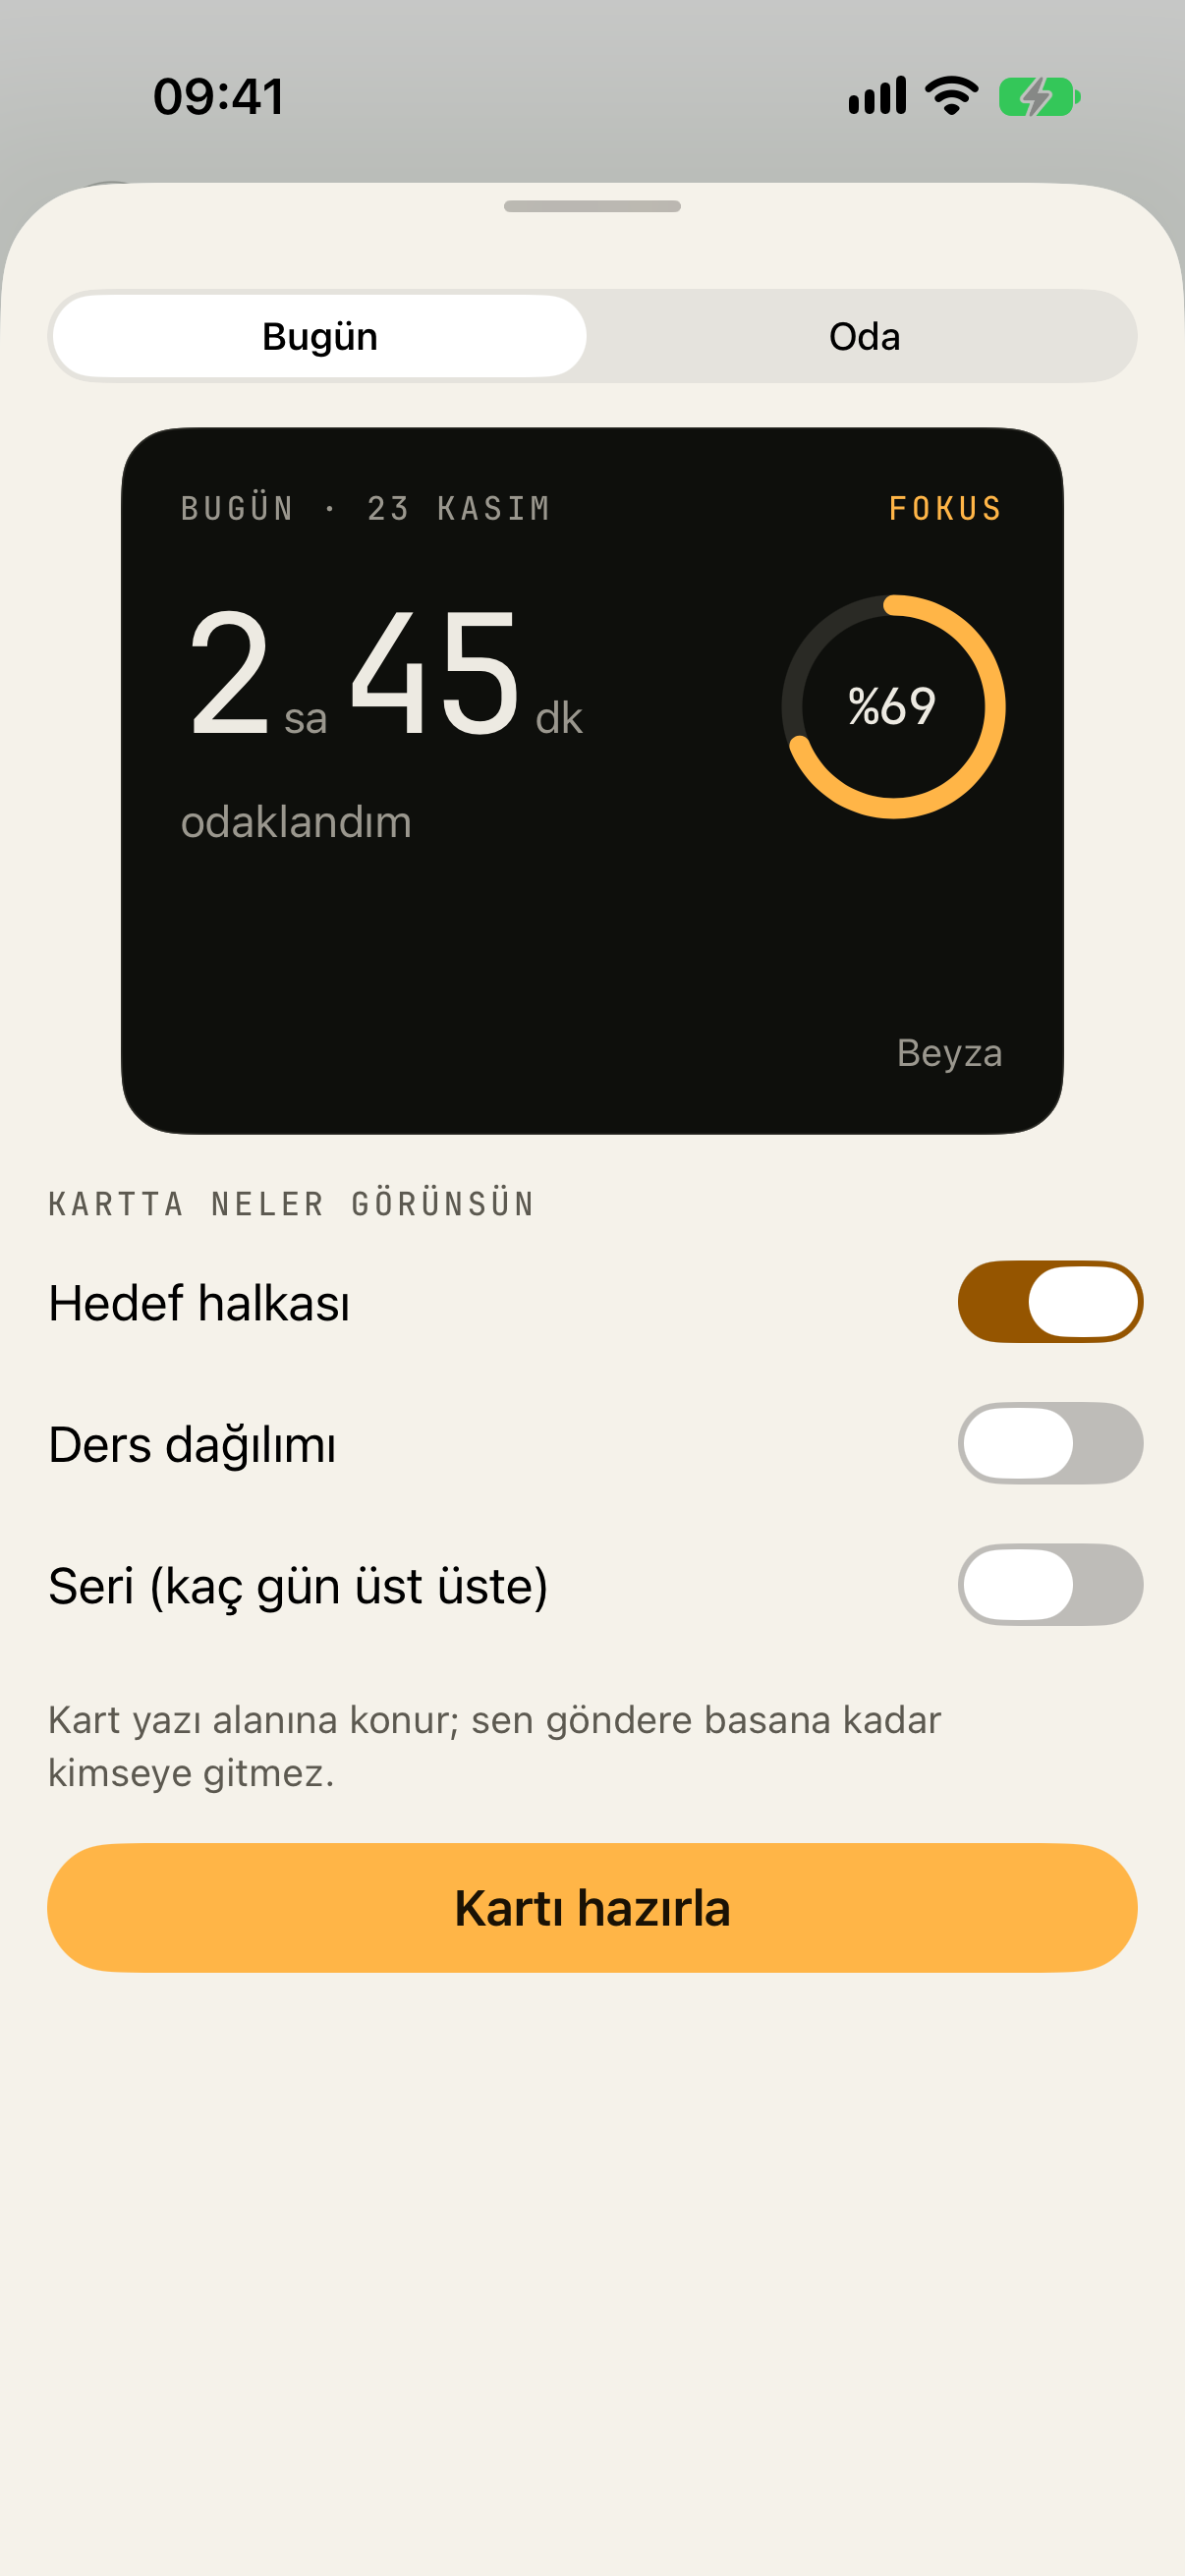 09:41
Bugün
Oda
BUGÜN · 23 KASIM
FOKUS
2 sa 45 dk
%69
odaklandım
Beyza
KARTTA NELER GÖRÜNSÜN
Hedef halkası
Ders dağılımı
Seri (kaç gün üst üste)
Kart yazı alanına konur; sen göndere basana kadar
kimseye gitmez.
Kartı hazırla